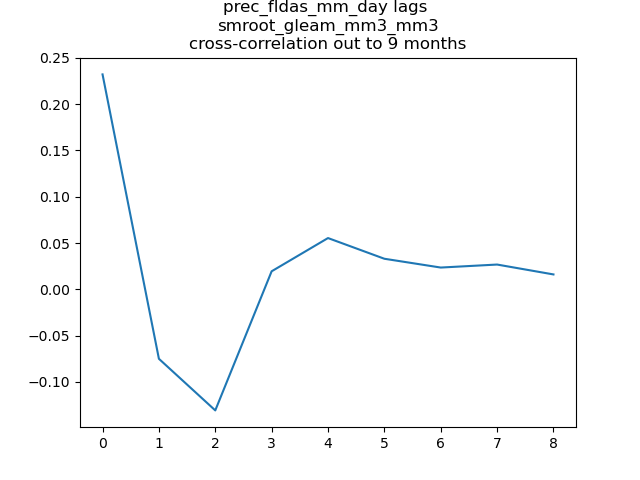 prec_fldas_mm_day lags
smroot_gleam_mm3_mm3
cross-correlation out to 9 months
0.25
0.20
0.15
0.10
0.05
0.00
−0.05
−0.10
0 1 2 3 4 5 6 7 8